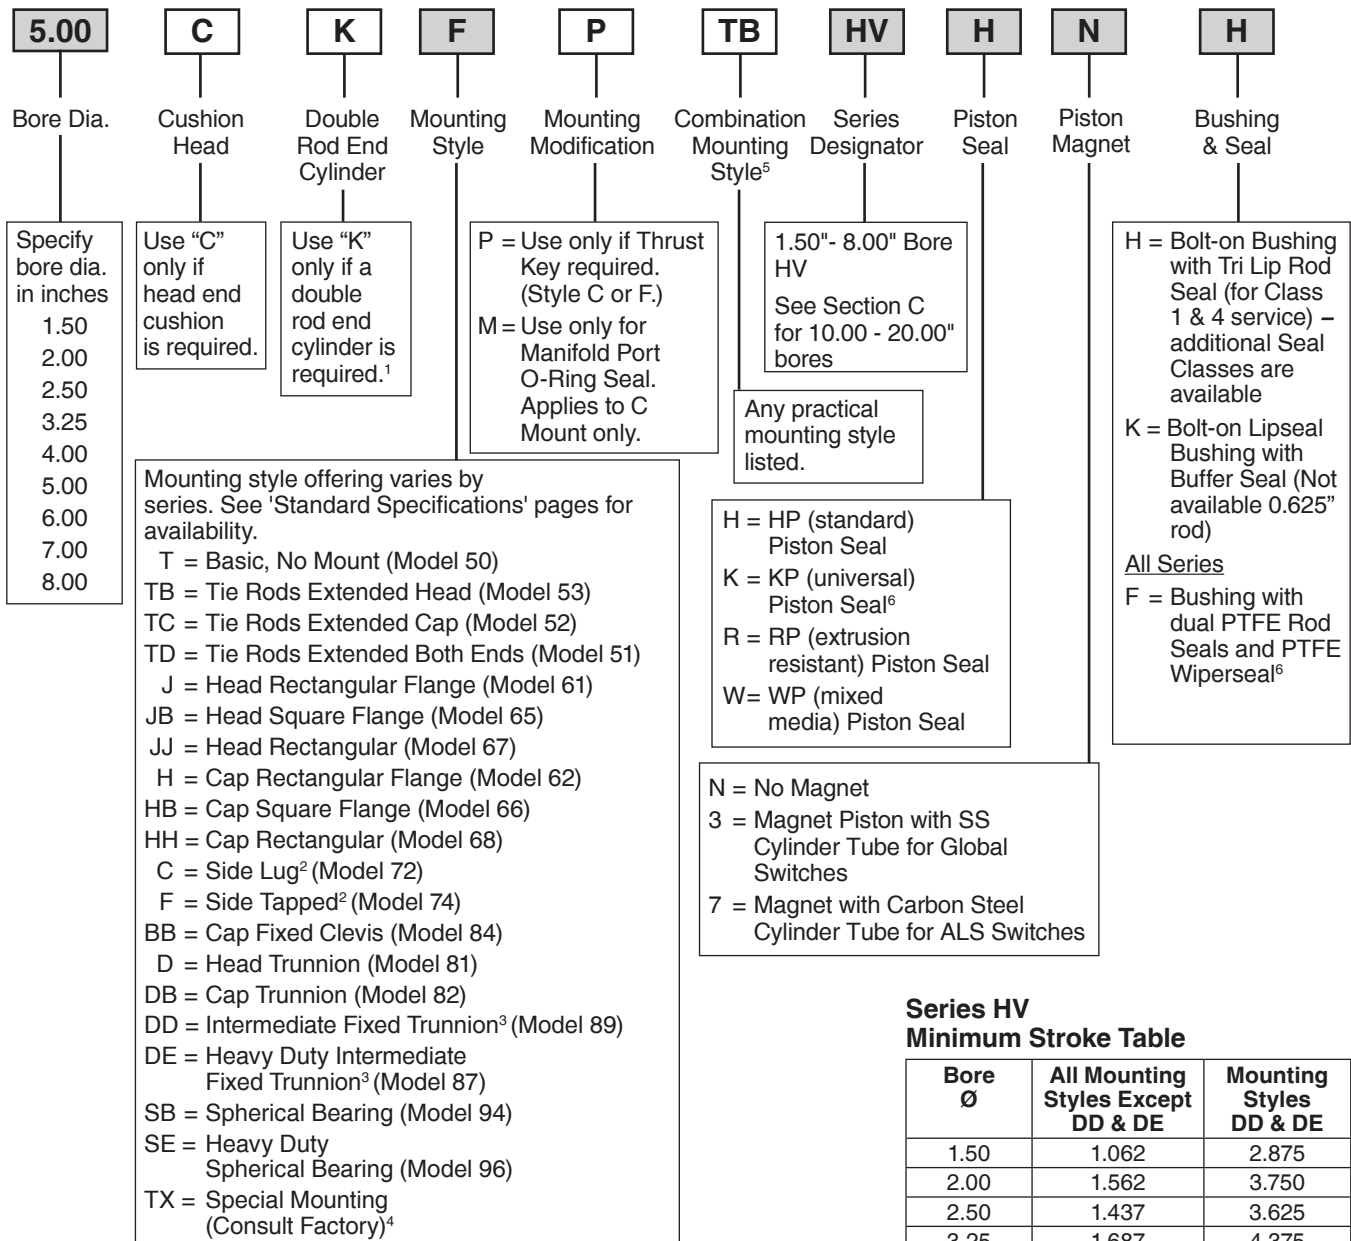 5.00 C K F P TB HV H N H
Bore Dia.
Cushion
Head
Double
Rod End
Cylinder
Mounting
Style
Mounting
Modification
Combination
Mounting
Style5
Series
Designator
Piston
Seal
Piston
Magnet
Bushing
& Seal
Specify
bore dia.
in inches
1.50
2.00
2.50
3.25
4.00
5.00
6.00
7.00
8.00
Use “C”
only if
head end
cushion
is required.
Use “K”
only if a
double
rod end
cylinder is
required.1
Mounting style offering varies by
series. See 'Standard Specifications' pages for
availability.
T = Basic, No Mount (Model 50)
TB = Tie Rods Extended Head (Model 53)
TC = Tie Rods Extended Cap (Model 52)
TD = Tie Rods Extended Both Ends (Model 51)
J = Head Rectangular Flange (Model 61)
JB = Head Square Flange (Model 65)
JJ = Head Rectangular (Model 67)
H = Cap Rectangular Flange (Model 62)
HB = Cap Square Flange (Model 66)
HH = Cap Rectangular (Model 68)
C = Side Lug2 (Model 72)
F = Side Tapped2 (Model 74)
BB = Cap Fixed Clevis (Model 84)
D = Head Trunnion (Model 81)
DB = Cap Trunnion (Model 82)
DD = Intermediate Fixed Trunnion3 (Model 89)
DE = Heavy Duty Intermediate
Fixed Trunnion3 (Model 87)
SB = Spherical Bearing (Model 94)
SE = Heavy Duty
Spherical Bearing (Model 96)
TX = Special Mounting
(Consult Factory)4
P = Use only if Thrust
Key required.
(Style C or F.)
M = Use only for
Manifold Port
O-Ring Seal.
Applies to C
Mount only.
Any practical
mounting style
listed.
1.50"- 8.00" Bore
HV
See Section C
for 10.00 - 20.00"
bores
H = HP (standard)
Piston Seal
K = KP (universal)
Piston Seal6
R = RP (extrusion
resistant) Piston Seal
W= WP (mixed
media) Piston Seal
N = No Magnet
3 = Magnet Piston with SS
Cylinder Tube for Global
Switches
7 = Magnet with Carbon Steel
Cylinder Tube for ALS Switches
H = Bolt-on Bushing
with Tri Lip Rod
Seal (for Class
1 & 4 service) –
additional Seal
Classes are
available
K = Bolt-on Lipseal
Bushing with
Buffer Seal (Not
available 0.625”
rod)
All Series
F = Bushing with
dual PTFE Rod
Seals and PTFE
Wiperseal6
Series HV
Minimum Stroke Table
Bore Ø | All Mounting Styles Except DD & DE | Mounting Styles DD & DE
1.50 1.062 2.875
2.00 1.562 3.750
2.50 1.437 3.625
3.25 1.687 4.375